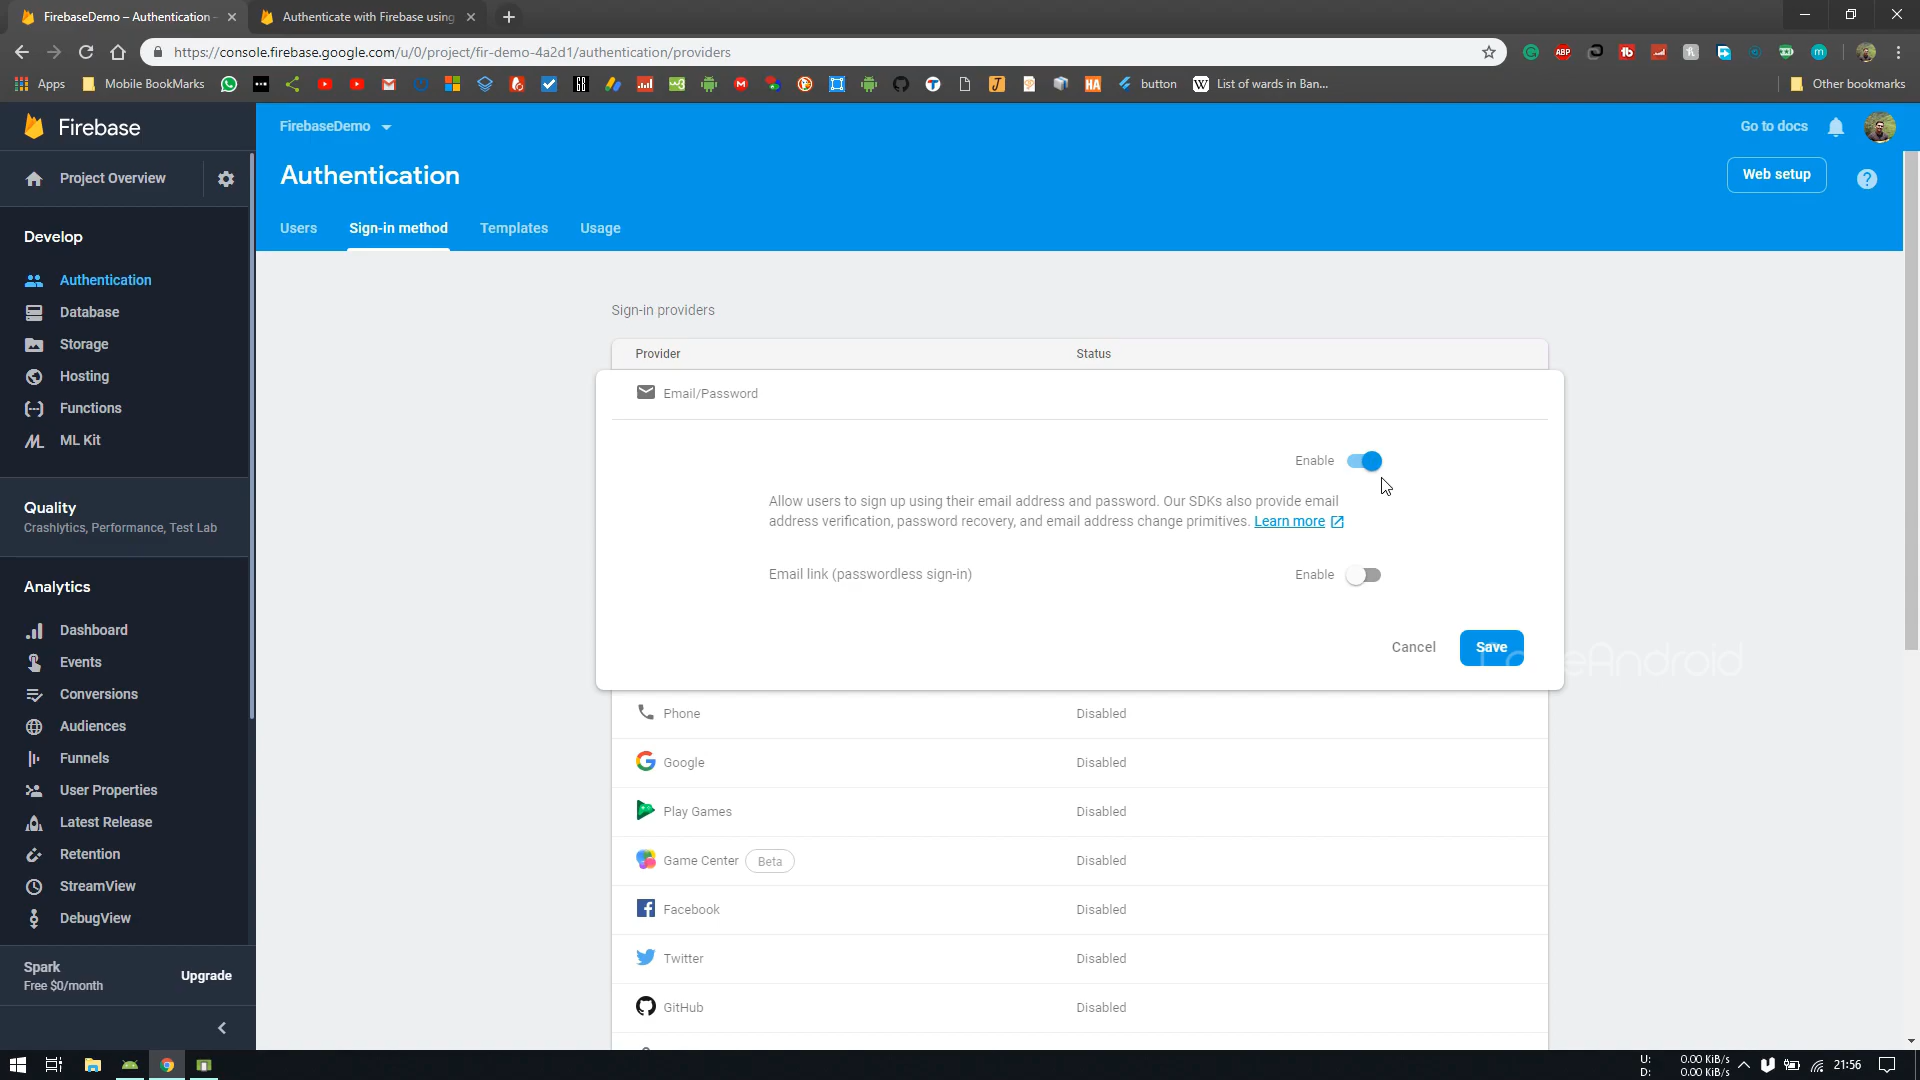 FirebaseDemo – Authentication -
Authenticate with Firebase using
https://console.firebase.google.com/u/0/project/fir-demo-4a2d1/authentication/providers
Apps
Mobile BookMarks
button
List of wards in Ban...
Other bookmarks
Firebase
FirebaseDemo
Go to docs
Project Overview
Authentication
Web setup
Users
Sign-in method
Templates
Usage
Develop
Authentication
Database
Storage
Hosting
Functions
ML Kit
Quality
Crashlytics, Performance, Test Lab
Analytics
Dashboard
Events
Conversions
Audiences
Funnels
User Properties
Latest Release
Retention
StreamView
DebugView
Spark
Free $0/month
Upgrade
Sign-in providers
Provider
Status
Email/Password
Enable
Allow users to sign up using their email address and password. Our SDKs also provide email
address verification, password recovery, and email address change primitives. Learn more
Email link (passwordless sign-in)
Enable
Cancel
Save
Phone
Disabled
Google
Disabled
Play Games
Disabled
Game Center
Beta
Disabled
Facebook
Disabled
Twitter
Disabled
GitHub
Disabled
U: 0.00 KiB/s
D: 0.00 KiB/s
21:56